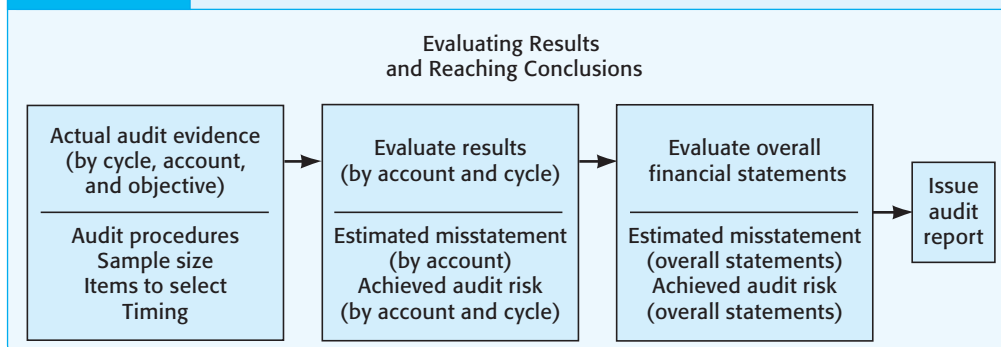 Evaluating Results
and Reaching Conclusions
Actual audit evidence
(by cycle, account,
and objective)
Audit procedures
Sample size
Items to select
Timing
Evaluate results
(by account and cycle)
Estimated misstatement
(by account)
Achieved audit risk
(by account and cycle)
Evaluate overall
financial statements
Estimated misstatement
(overall statements)
Achieved audit risk
(overall statements)
Issue
audit
report